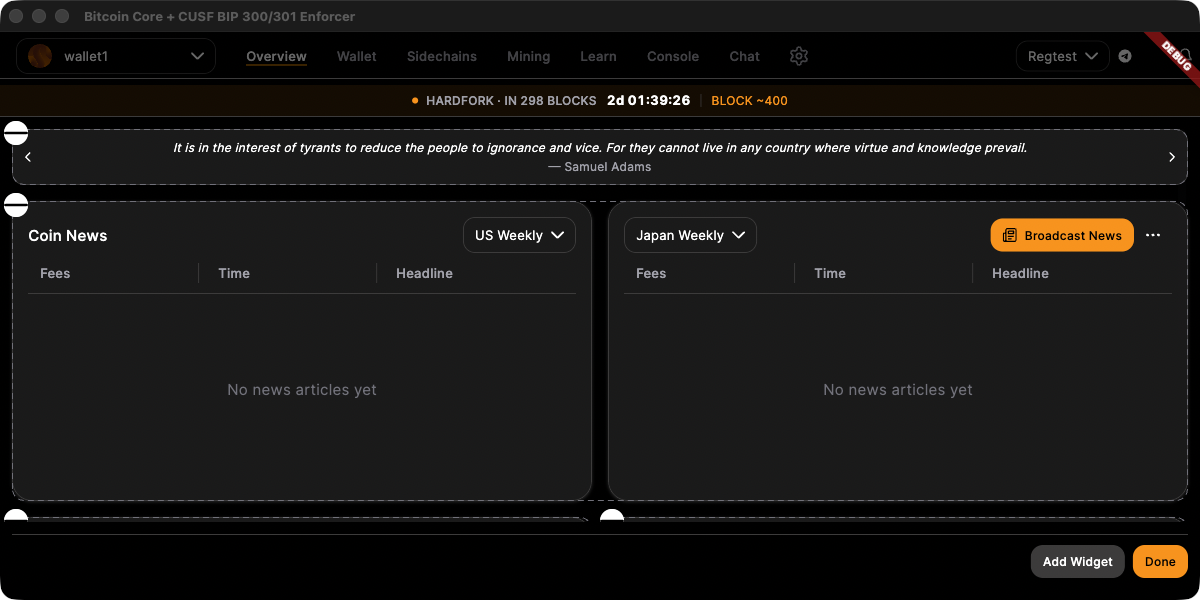 Bitcoin Core + CUSF BIP 300/301 Enforcer
wallet1 Overview Wallet Sidechains Mining Learn Console Chat Regtest
DEBUG
HARDFORK · IN 298 BLOCKS 2d 01:39:26 BLOCK ~400
It is in the interest of tyrants to reduce the people to ignorance and vice. For they cannot live in any country where virtue and knowledge prevail.
— Samuel Adams
Coin News US Weekly
Fees Time Headline
No news articles yet
Japan Weekly Broadcast News
Fees Time Headline
No news articles yet
Add Widget Done